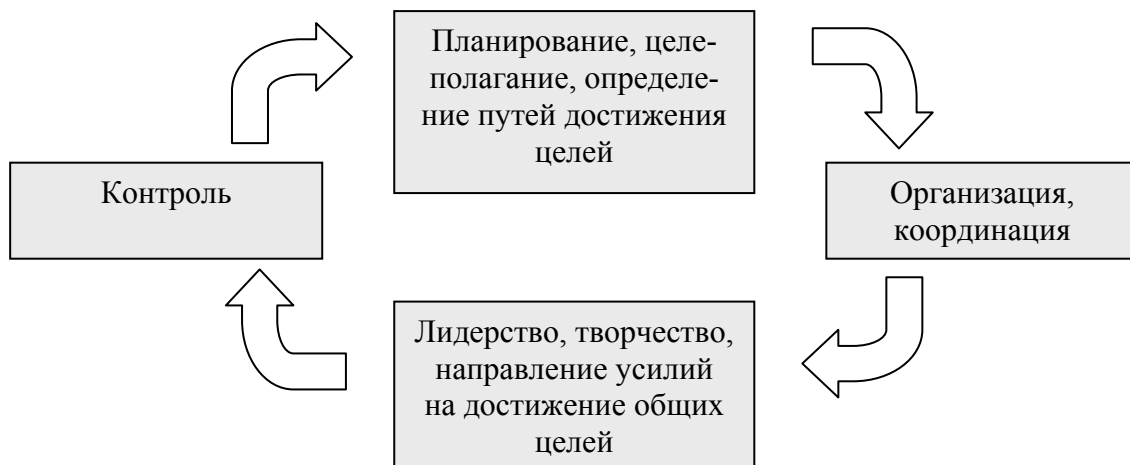 Планирование, целе-
полагание, определе-
ние путей достижения
целей
Контроль
Организация,
координация
Лидерство, творчество,
направление усилий
на достижение общих
целей